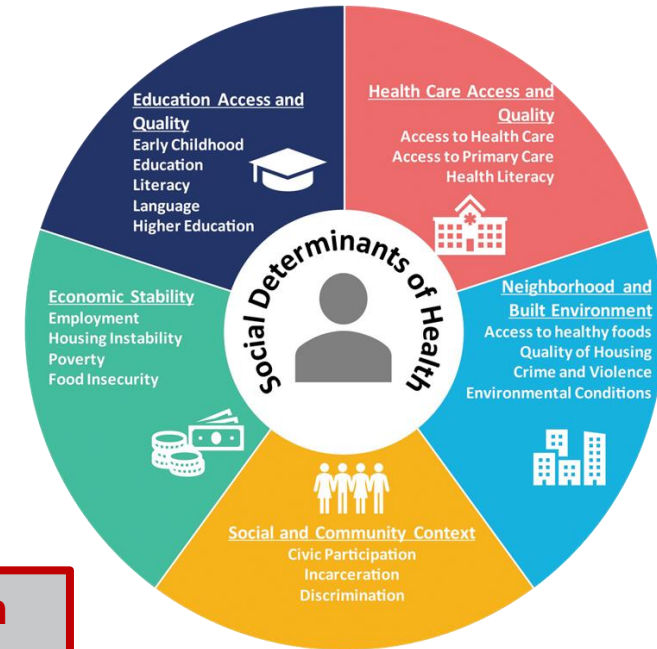 Education Access and
Quality
Early Childhood
Education
Literacy
Language
Higher Education
Health Care Access and
Quality
Access to Health Care
Access to Primary Care
Health Literacy
Social Determinants of Health
Economic Stability
Employment
Housing Instability
Poverty
Food Insecurity
Neighborhood and
Built Environment
Access to healthy foods
Quality of Housing
Crime and Violence
Environmental Conditions
Social and Community Context
Civic Participation
Incarceration
Discrimination